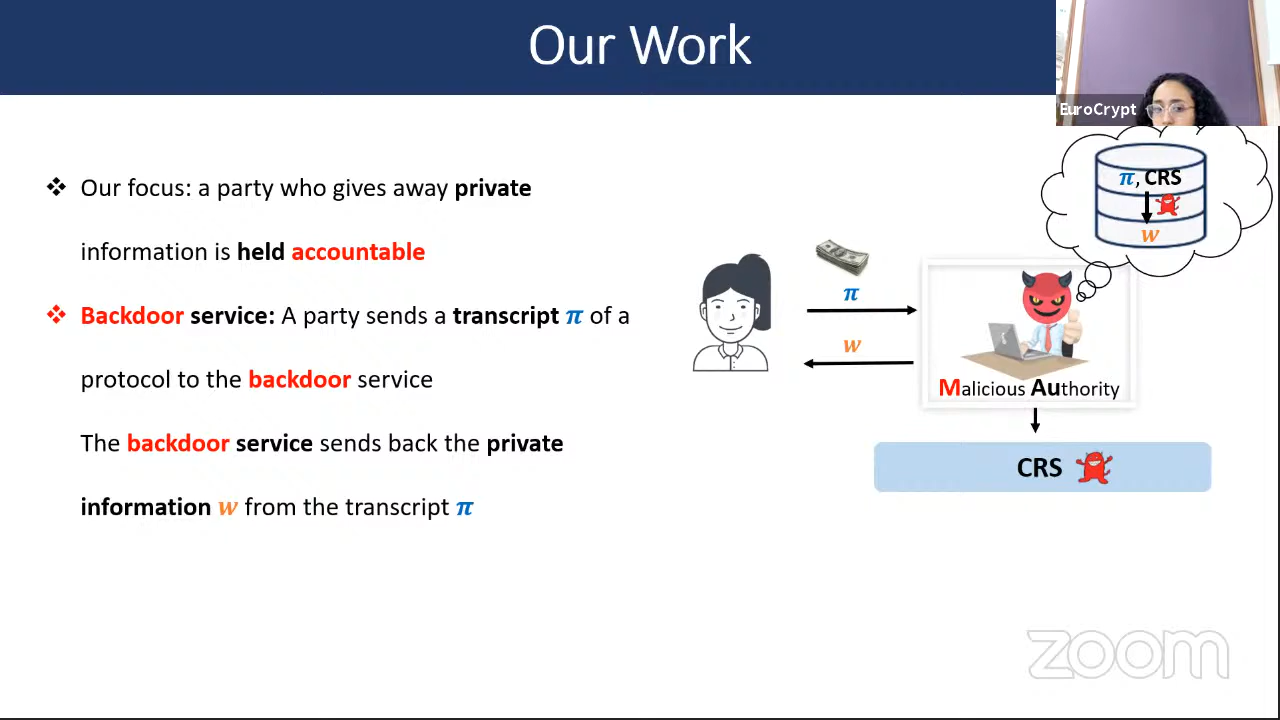 Our Work
EuroCrypt
❖ Our focus: a party who gives away private
information is held accountable
❖ Backdoor service: A party sends a transcript π of a
protocol to the backdoor service
The backdoor service sends back the private
information w from the transcript π
π, CRS
w
π
w
Malicious Authority
CRS
zoom